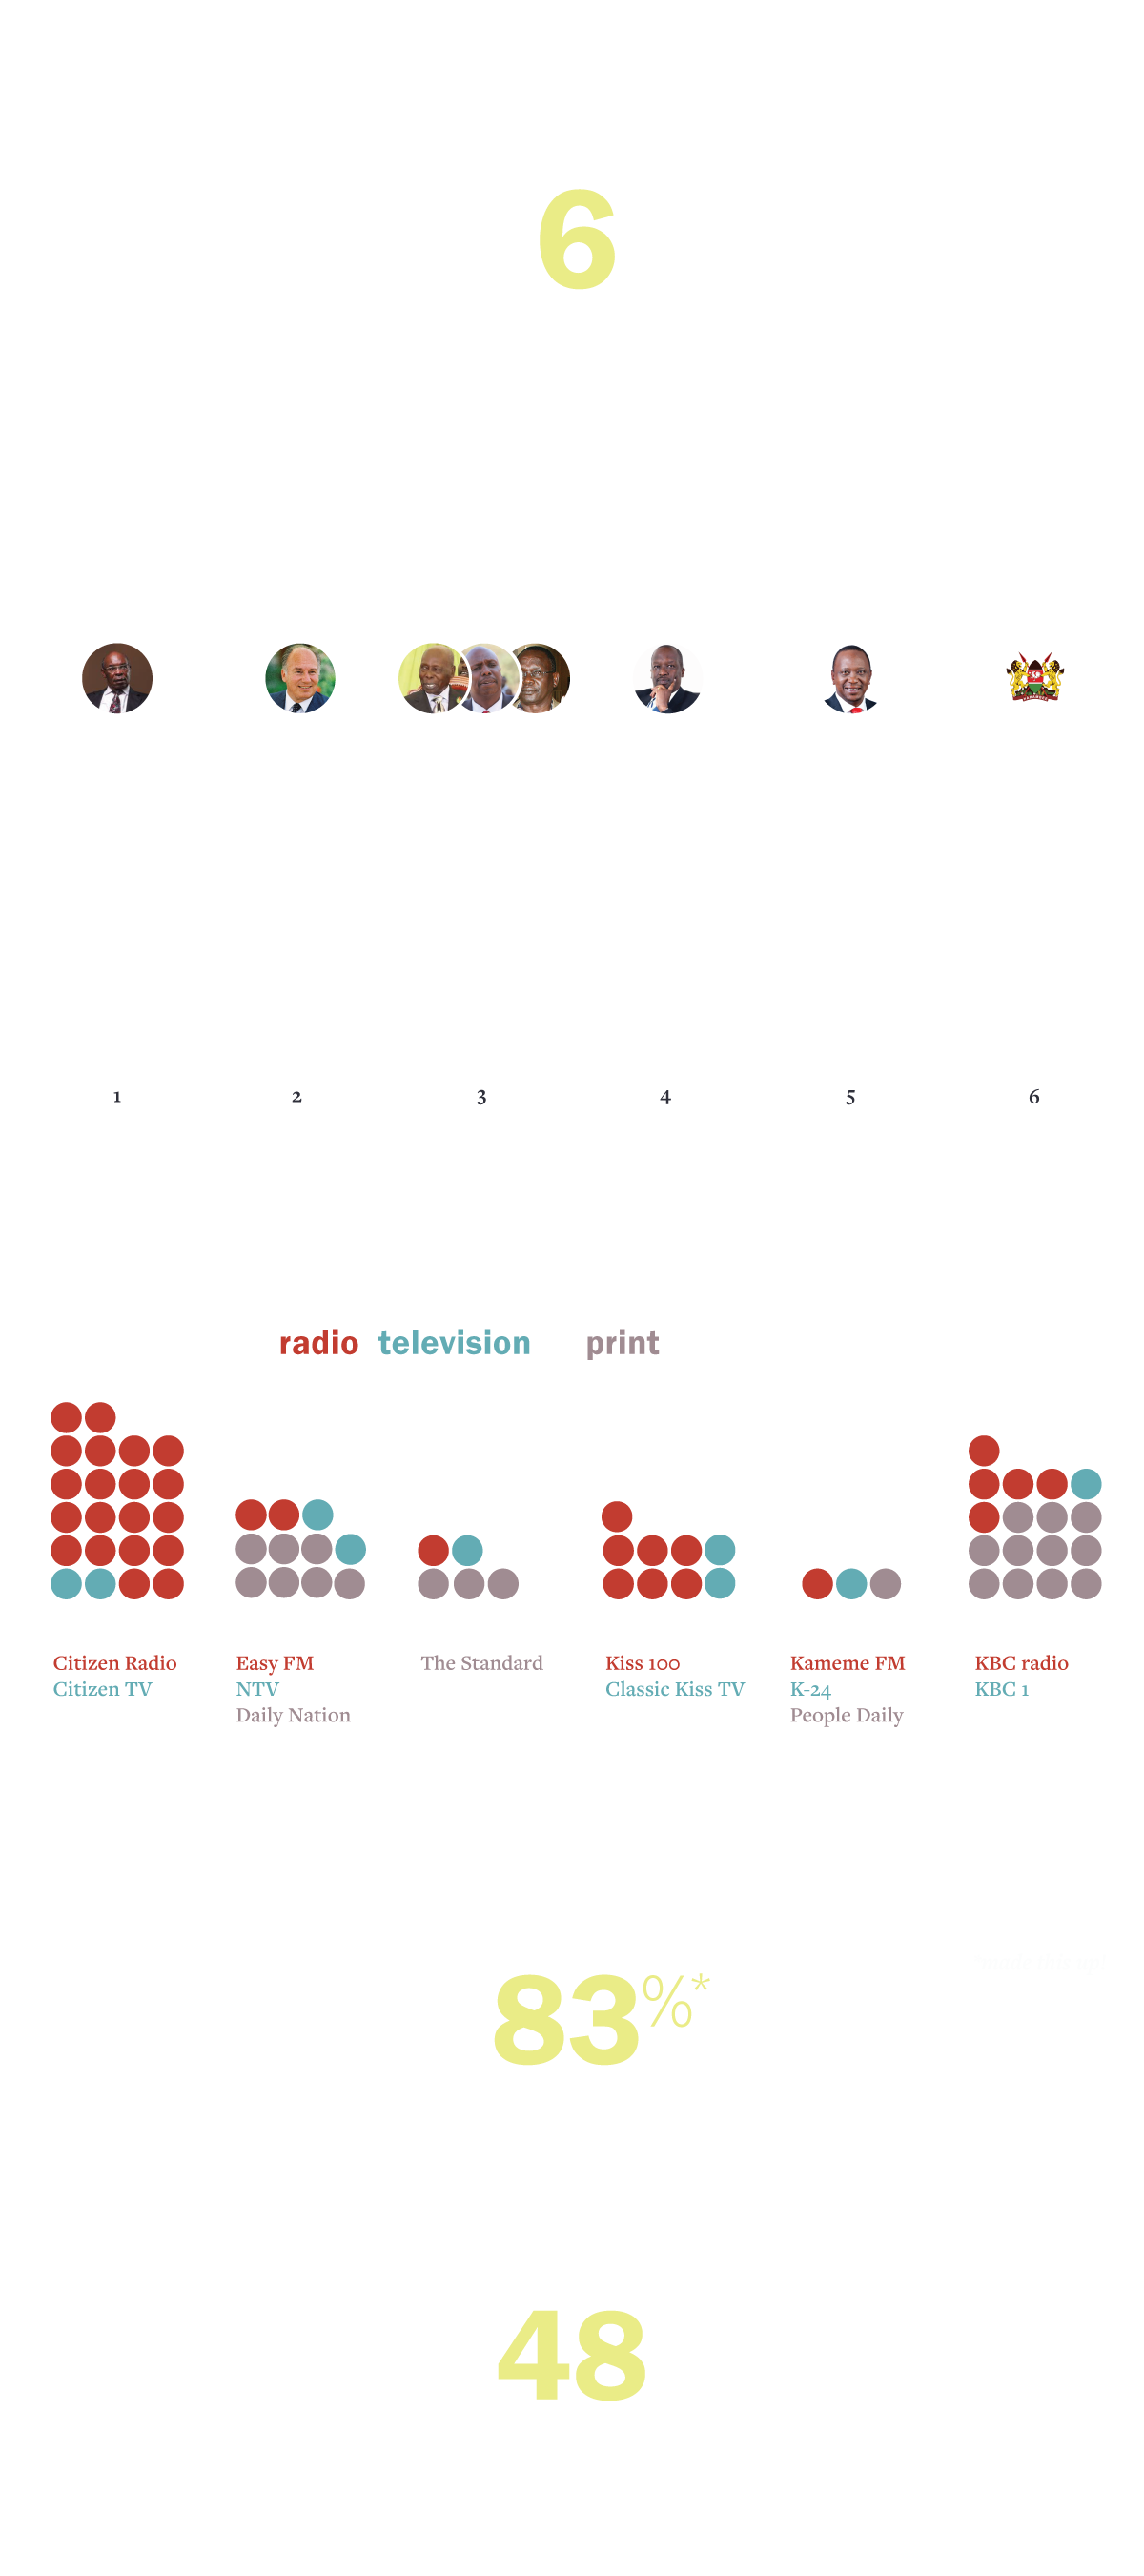 6
1 2 3 4 5 6
radio television print
Citizen Radio
Citizen TV
Easy FM
NTV
Daily Nation
The Standard
Kiss 100
Classic Kiss TV
Kameme FM
K-24
People Daily
KBC radio
KBC 1
83%*
48